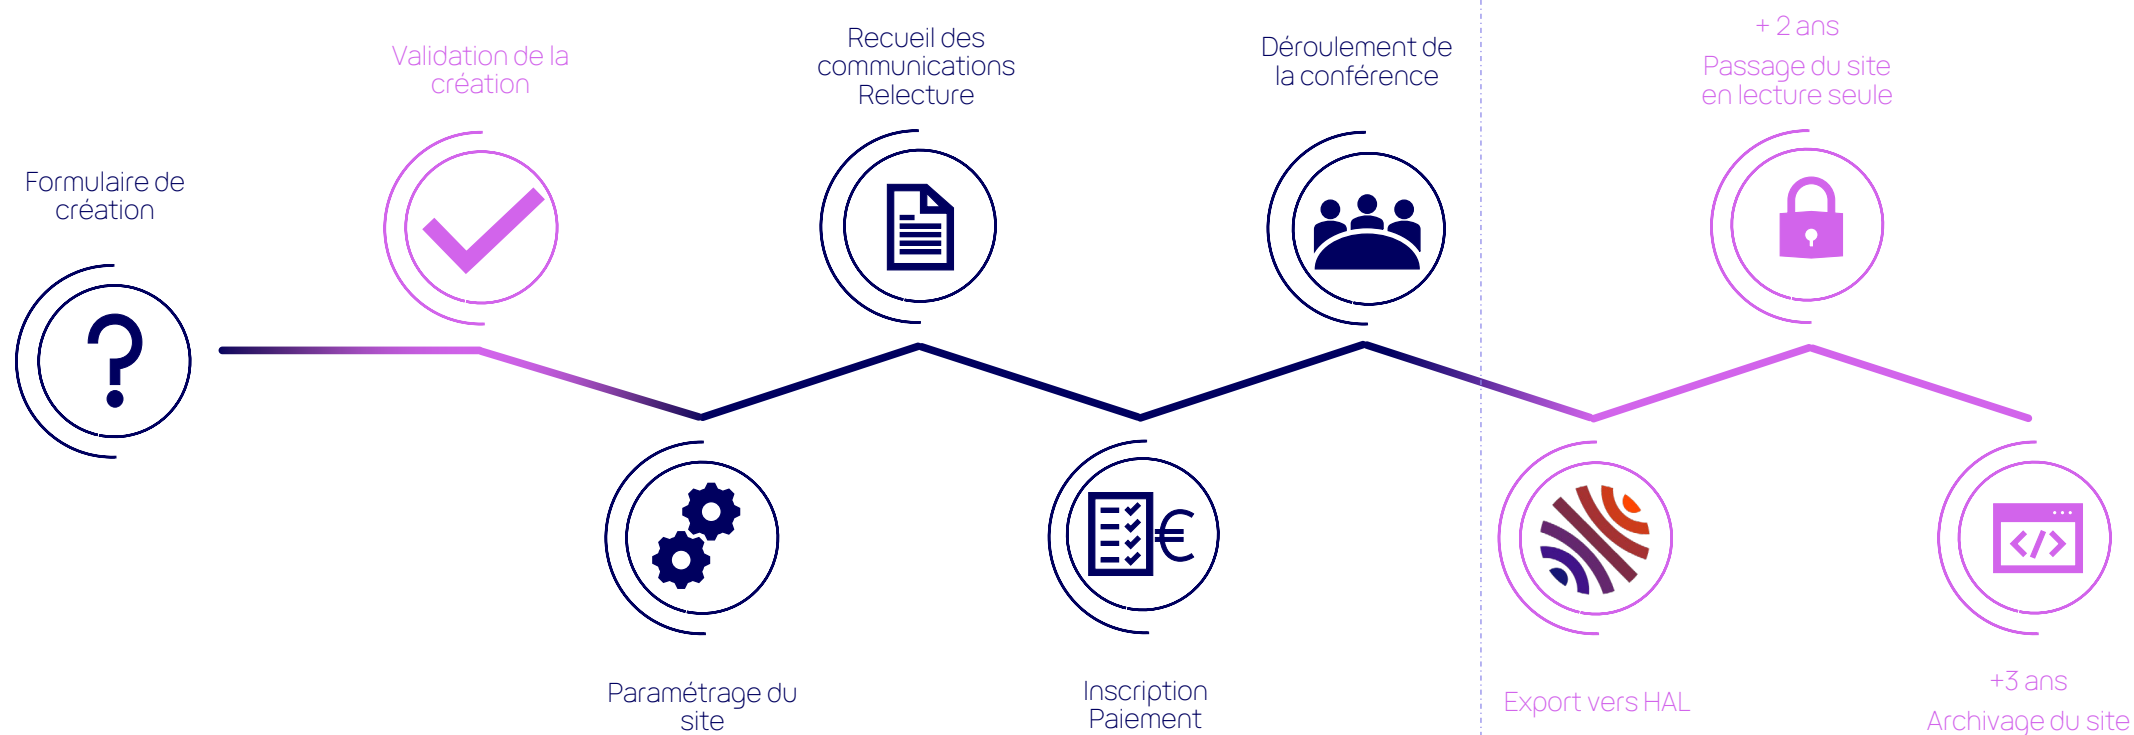 Formulaire de
création
Validation de la
création
Paramétrage du
site
Recueil des
communications
Relecture
Inscription
Paiement
Déroulement de
la conférence
Export vers HAL
+ 2 ans
Passage du site
en lecture seule
+3 ans
Archivage du site